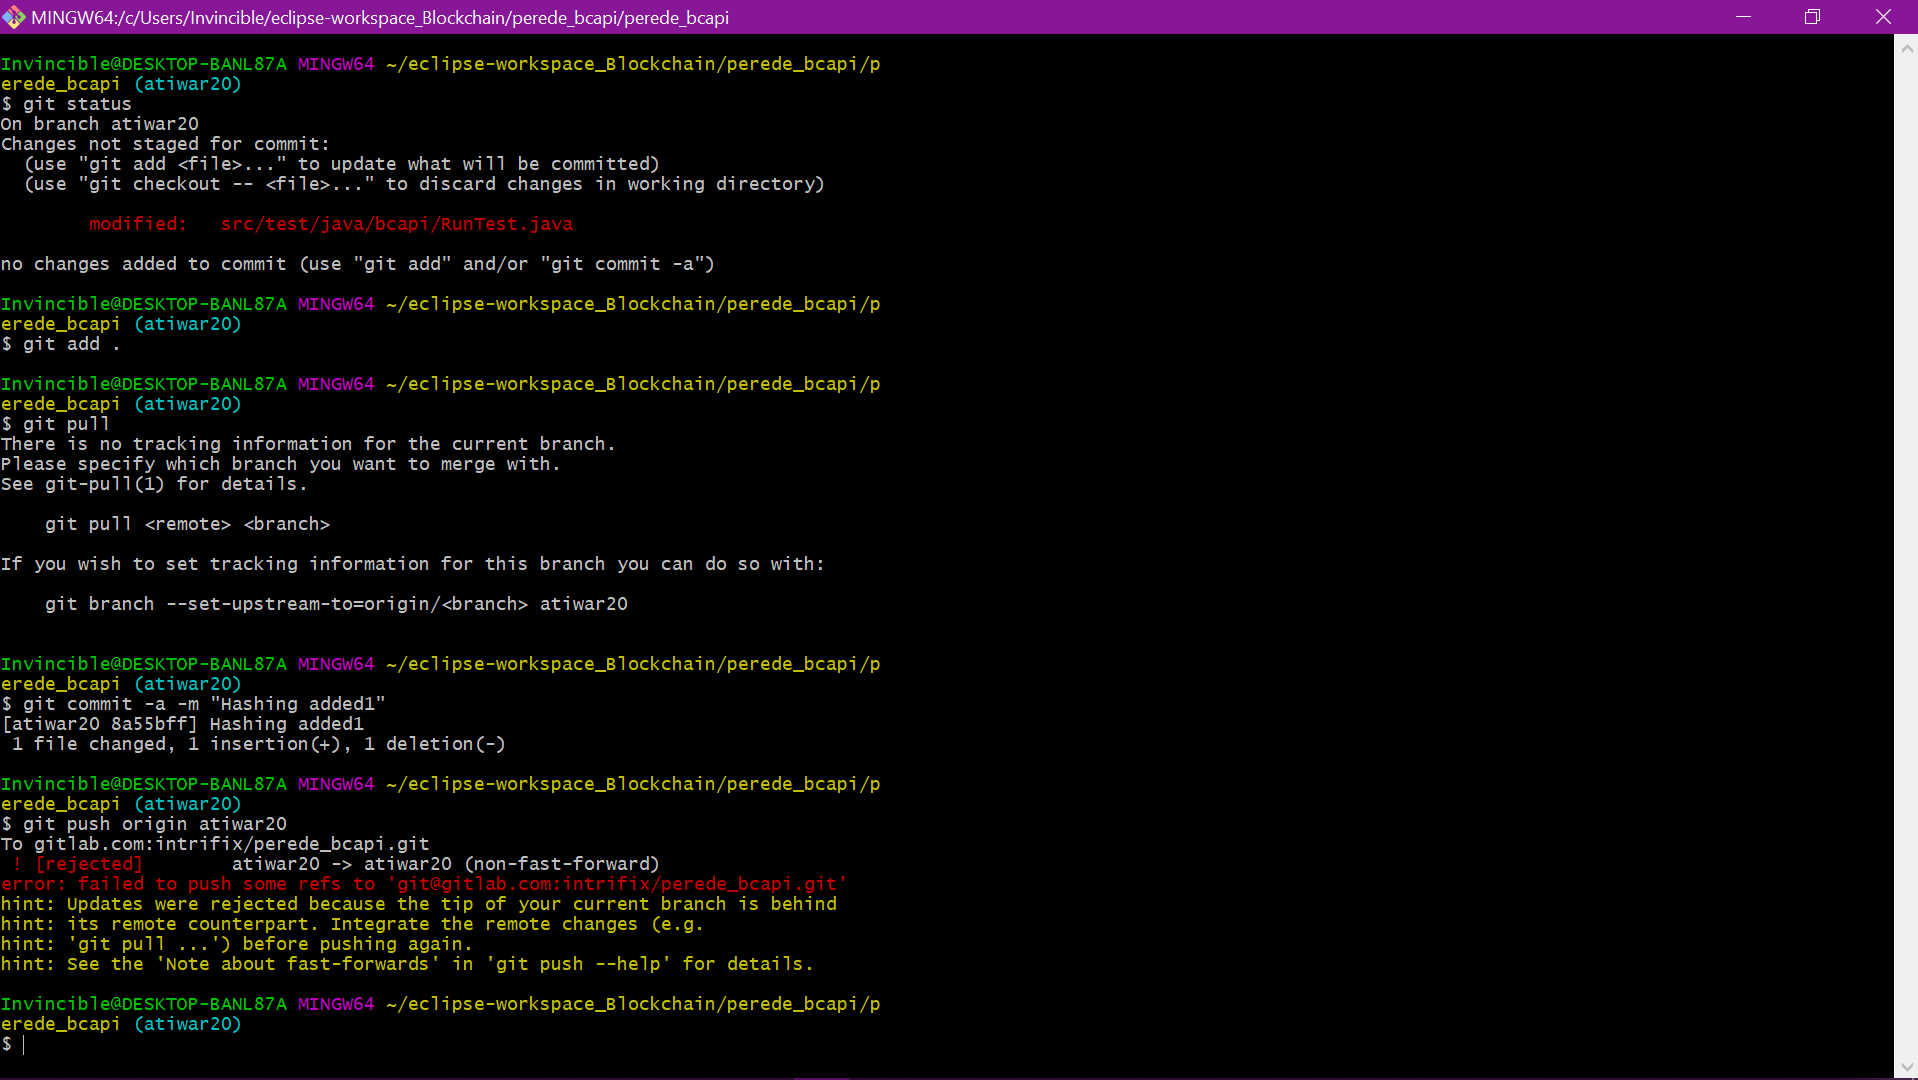 MINGW64:/c/Users/Invincible/eclipse-workspace_Blockchain/perede_bcapi/perede_bcapi
Invincible@DESKTOP-BANL87A MINGW64 ~/eclipse-workspace_Blockchain/perede_bcapi/p
erede_bcapi (atiwar20)
$ git status
On branch atiwar20
Changes not staged for commit:
  (use "git add <file>..." to update what will be committed)
  (use "git checkout -- <file>..." to discard changes in working directory)
        modified:   src/test/java/bcapi/RunTest.java
no changes added to commit (use "git add" and/or "git commit -a")
Invincible@DESKTOP-BANL87A MINGW64 ~/eclipse-workspace_Blockchain/perede_bcapi/p
erede_bcapi (atiwar20)
$ git add .
Invincible@DESKTOP-BANL87A MINGW64 ~/eclipse-workspace_Blockchain/perede_bcapi/p
erede_bcapi (atiwar20)
$ git pull
There is no tracking information for the current branch.
Please specify which branch you want to merge with.
See git-pull(1) for details.
    git pull <remote> <branch>
If you wish to set tracking information for this branch you can do so with:
    git branch --set-upstream-to=origin/<branch> atiwar20
Invincible@DESKTOP-BANL87A MINGW64 ~/eclipse-workspace_Blockchain/perede_bcapi/p
erede_bcapi (atiwar20)
$ git commit -a -m "Hashing added1"
[atiwar20 8a55bff] Hashing added1
 1 file changed, 1 insertion(+), 1 deletion(-)
Invincible@DESKTOP-BANL87A MINGW64 ~/eclipse-workspace_Blockchain/perede_bcapi/p
erede_bcapi (atiwar20)
$ git push origin atiwar20
To gitlab.com:intrifix/perede_bcapi.git
 ! [rejected]        atiwar20 -> atiwar20 (non-fast-forward)
error: failed to push some refs to 'git@gitlab.com:intrifix/perede_bcapi.git'
hint: Updates were rejected because the tip of your current branch is behind
hint: its remote counterpart. Integrate the remote changes (e.g.
hint: 'git pull ...') before pushing again.
hint: See the 'Note about fast-forwards' in 'git push --help' for details.
Invincible@DESKTOP-BANL87A MINGW64 ~/eclipse-workspace_Blockchain/perede_bcapi/p
erede_bcapi (atiwar20)
$